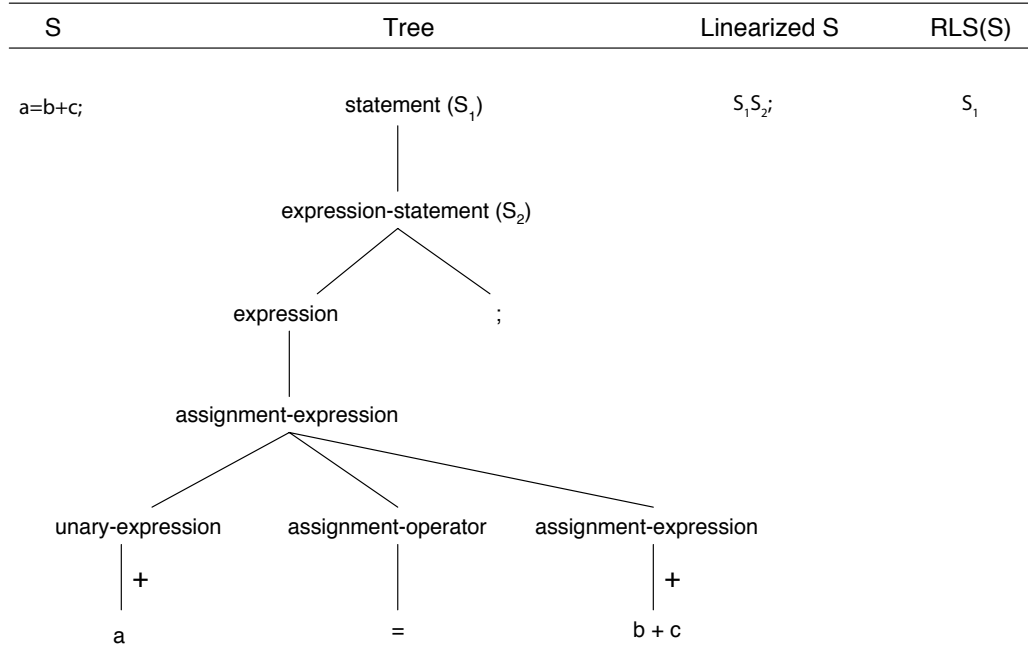 S Tree Linearized S RLS(S)
a=b+c; statement (S₁) S₁S₂; S₁
expression-statement (S₂)
expression ;
assignment-expression
unary-expression assignment-operator assignment-expression
+ +
a = b + c